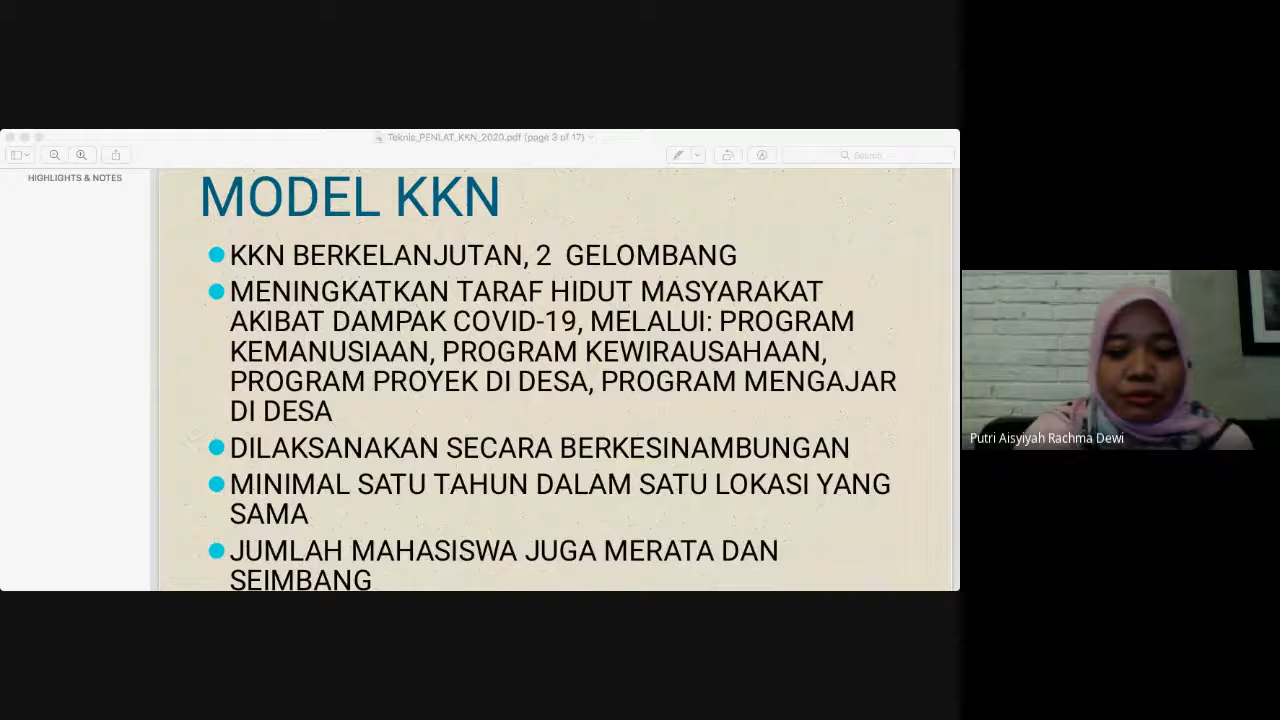 Teknis_PENLAT_KKN_2020.pdf (page 3 of 17)
Search
HIGHLIGHTS & NOTES
MODEL KKN
KKN BERKELANJUTAN, 2 GELOMBANG
MENINGKATKAN TARAF HIDUT MASYARAKAT
AKIBAT DAMPAK COVID-19, MELALUI: PROGRAM
KEMANUSIAAN, PROGRAM KEWIRAUSAHAAN,
PROGRAM PROYEK DI DESA, PROGRAM MENGAJAR
DI DESA
DILAKSANAKAN SECARA BERKESINAMBUNGAN
MINIMAL SATU TAHUN DALAM SATU LOKASI YANG
SAMA
JUMLAH MAHASISWA JUGA MERATA DAN
SEIMBANG
Putri Aisyiyah Rachma Dewi